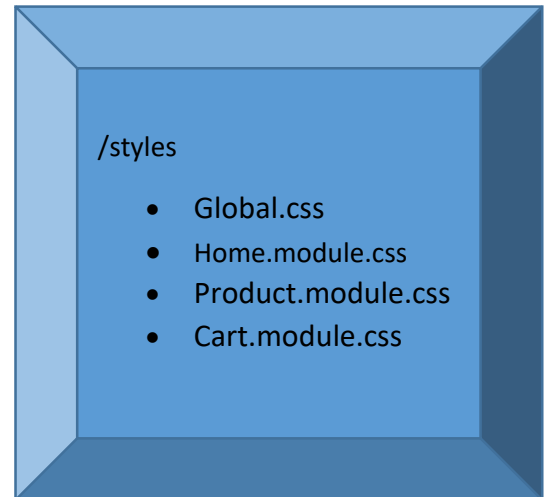 /styles
• Global.css
• Home.module.css
• Product.module.css
• Cart.module.css